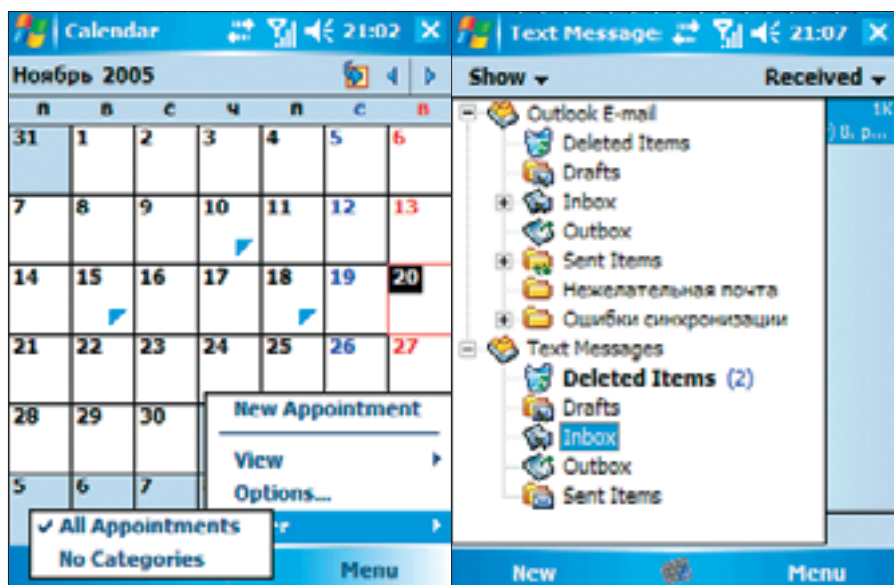 Calendar 21:02
Ноябрь 2005
п в с ч п с в
31 1 2 3 4 5 6
7 8 9 10 11 12 13
14 15 16 17 18 19 20
21 22 23 24 25 26 27
28 29 30
5 6 7
New Appointment
View
Options...
All Appointments
No Categories
Menu
Text Message 21:07
Show Received
Outlook E-mail
1K
Deleted Items
8. р...
Drafts
Inbox
Outbox
Sent Items
Нежелательная почта
Ошибки синхронизации
Text Messages
Deleted Items (2)
Drafts
Inbox
Outbox
Sent Items
New Menu